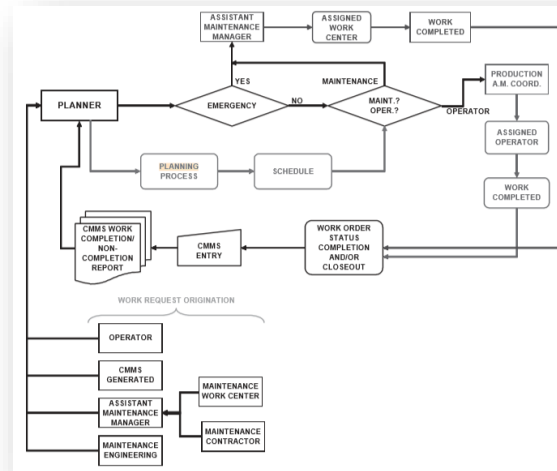 ASSISTANT
MAINTENANCE
MANAGER
ASSIGNED
WORK
CENTER
WORK
COMPLETED
YES
MAINTENANCE
PLANNER
EMERGENCY
NO
MAINT.?
OPER.?
OPERATOR
PRODUCTION
A.M. COORD.
PLANNING
PROCESS
SCHEDULE
ASSIGNED
OPERATOR
WORK
COMPLETED
CMMS WORK
COMPLETION/
NON-
COMPLETION
REPORT
CMMS
ENTRY
WORK ORDER
STATUS
COMPLETION
AND/OR
CLOSEOUT
WORK REQUEST ORIGINATION
OPERATOR
CMMS
GENERATED
ASSISTANT
MAINTENANCE
MANAGER
MAINTENANCE
ENGINEERING
MAINTENANCE
WORK CENTER
MAINTENANCE
CONTRACTOR